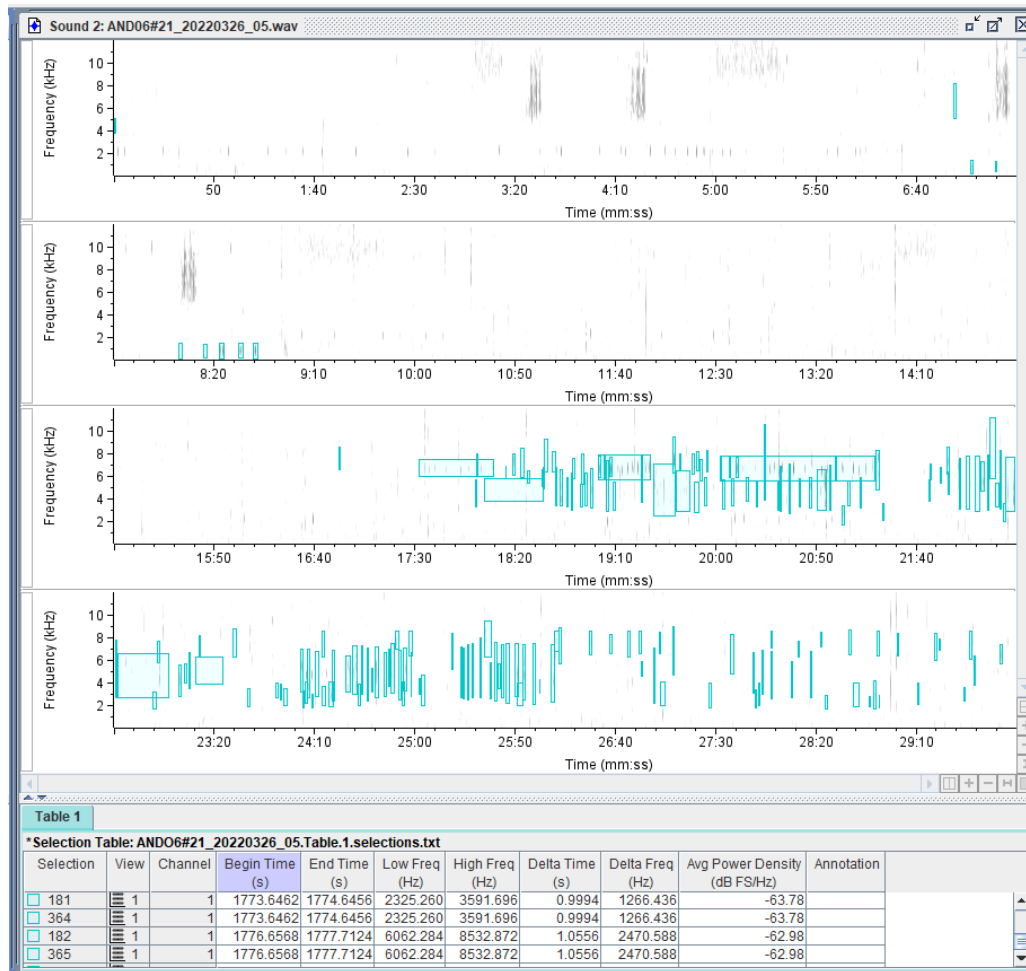 Sound 2: AND06#21_20220326_05.wav
Frequency (kHz)
10
8
6
4
2
50 1:40 2:30 3:20 4:10 5:00 5:50 6:40
Time (mm:ss)
Frequency (kHz)
10
8
6
4
2
8:20 9:10 10:00 10:50 11:40 12:30 13:20 14:10
Time (mm:ss)
Frequency (kHz)
10
8
6
4
2
15:50 16:40 17:30 18:20 19:10 20:00 20:50 21:40
Time (mm:ss)
Frequency (kHz)
10
8
6
4
2
23:20 24:10 25:00 25:50 26:40 27:30 28:20 29:10
Time (mm:ss)
Table 1
*Selection Table: ANDO6#21_20220326_05.Table.1.selections.txt
Selection View Channel Begin Time (s) End Time (s) Low Freq (Hz) High Freq (Hz) Delta Time (s) Delta Freq (Hz) Avg Power Density (dB FS/Hz) Annotation
181 1 1 1773.6462 1774.6456 2325.260 3591.696 0.9994 1266.436 -63.78
364 1 1 1773.6462 1774.6456 2325.260 3591.696 0.9994 1266.436 -63.78
182 1 1 1776.6568 1777.7124 6062.284 8532.872 1.0556 2470.588 -62.98
365 1 1 1776.6568 1777.7124 6062.284 8532.872 1.0556 2470.588 -62.98